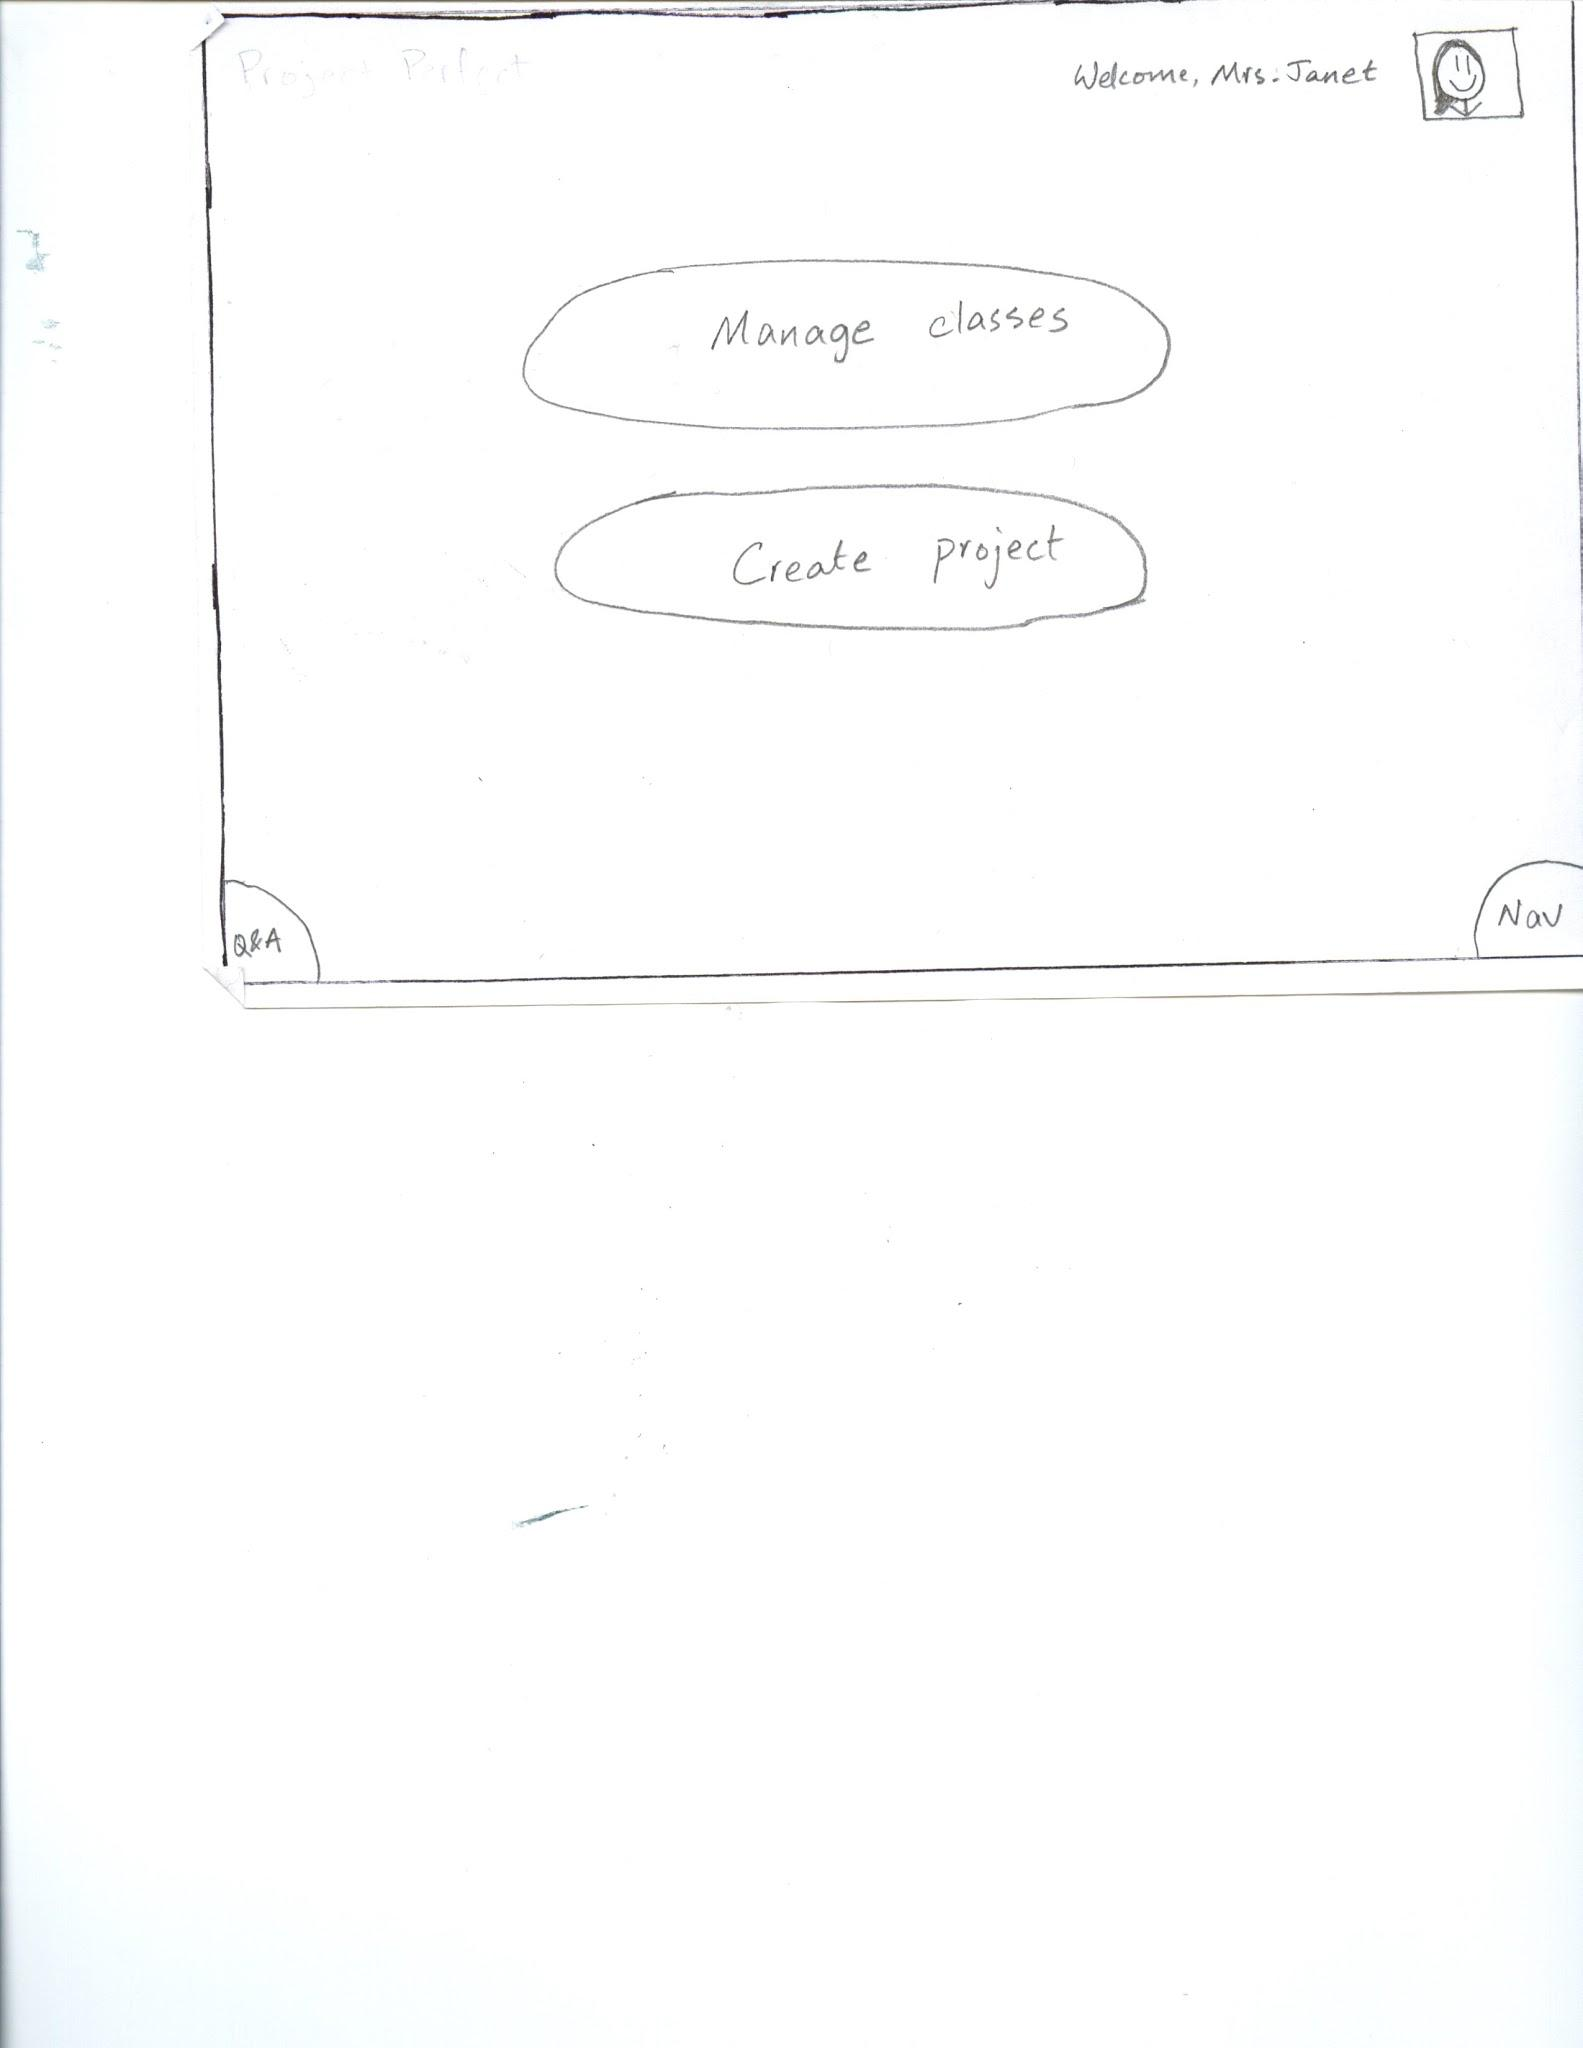 Project Perfect
Welcome, Mrs. Janet
Manage classes
Create project
Q&A
Nav